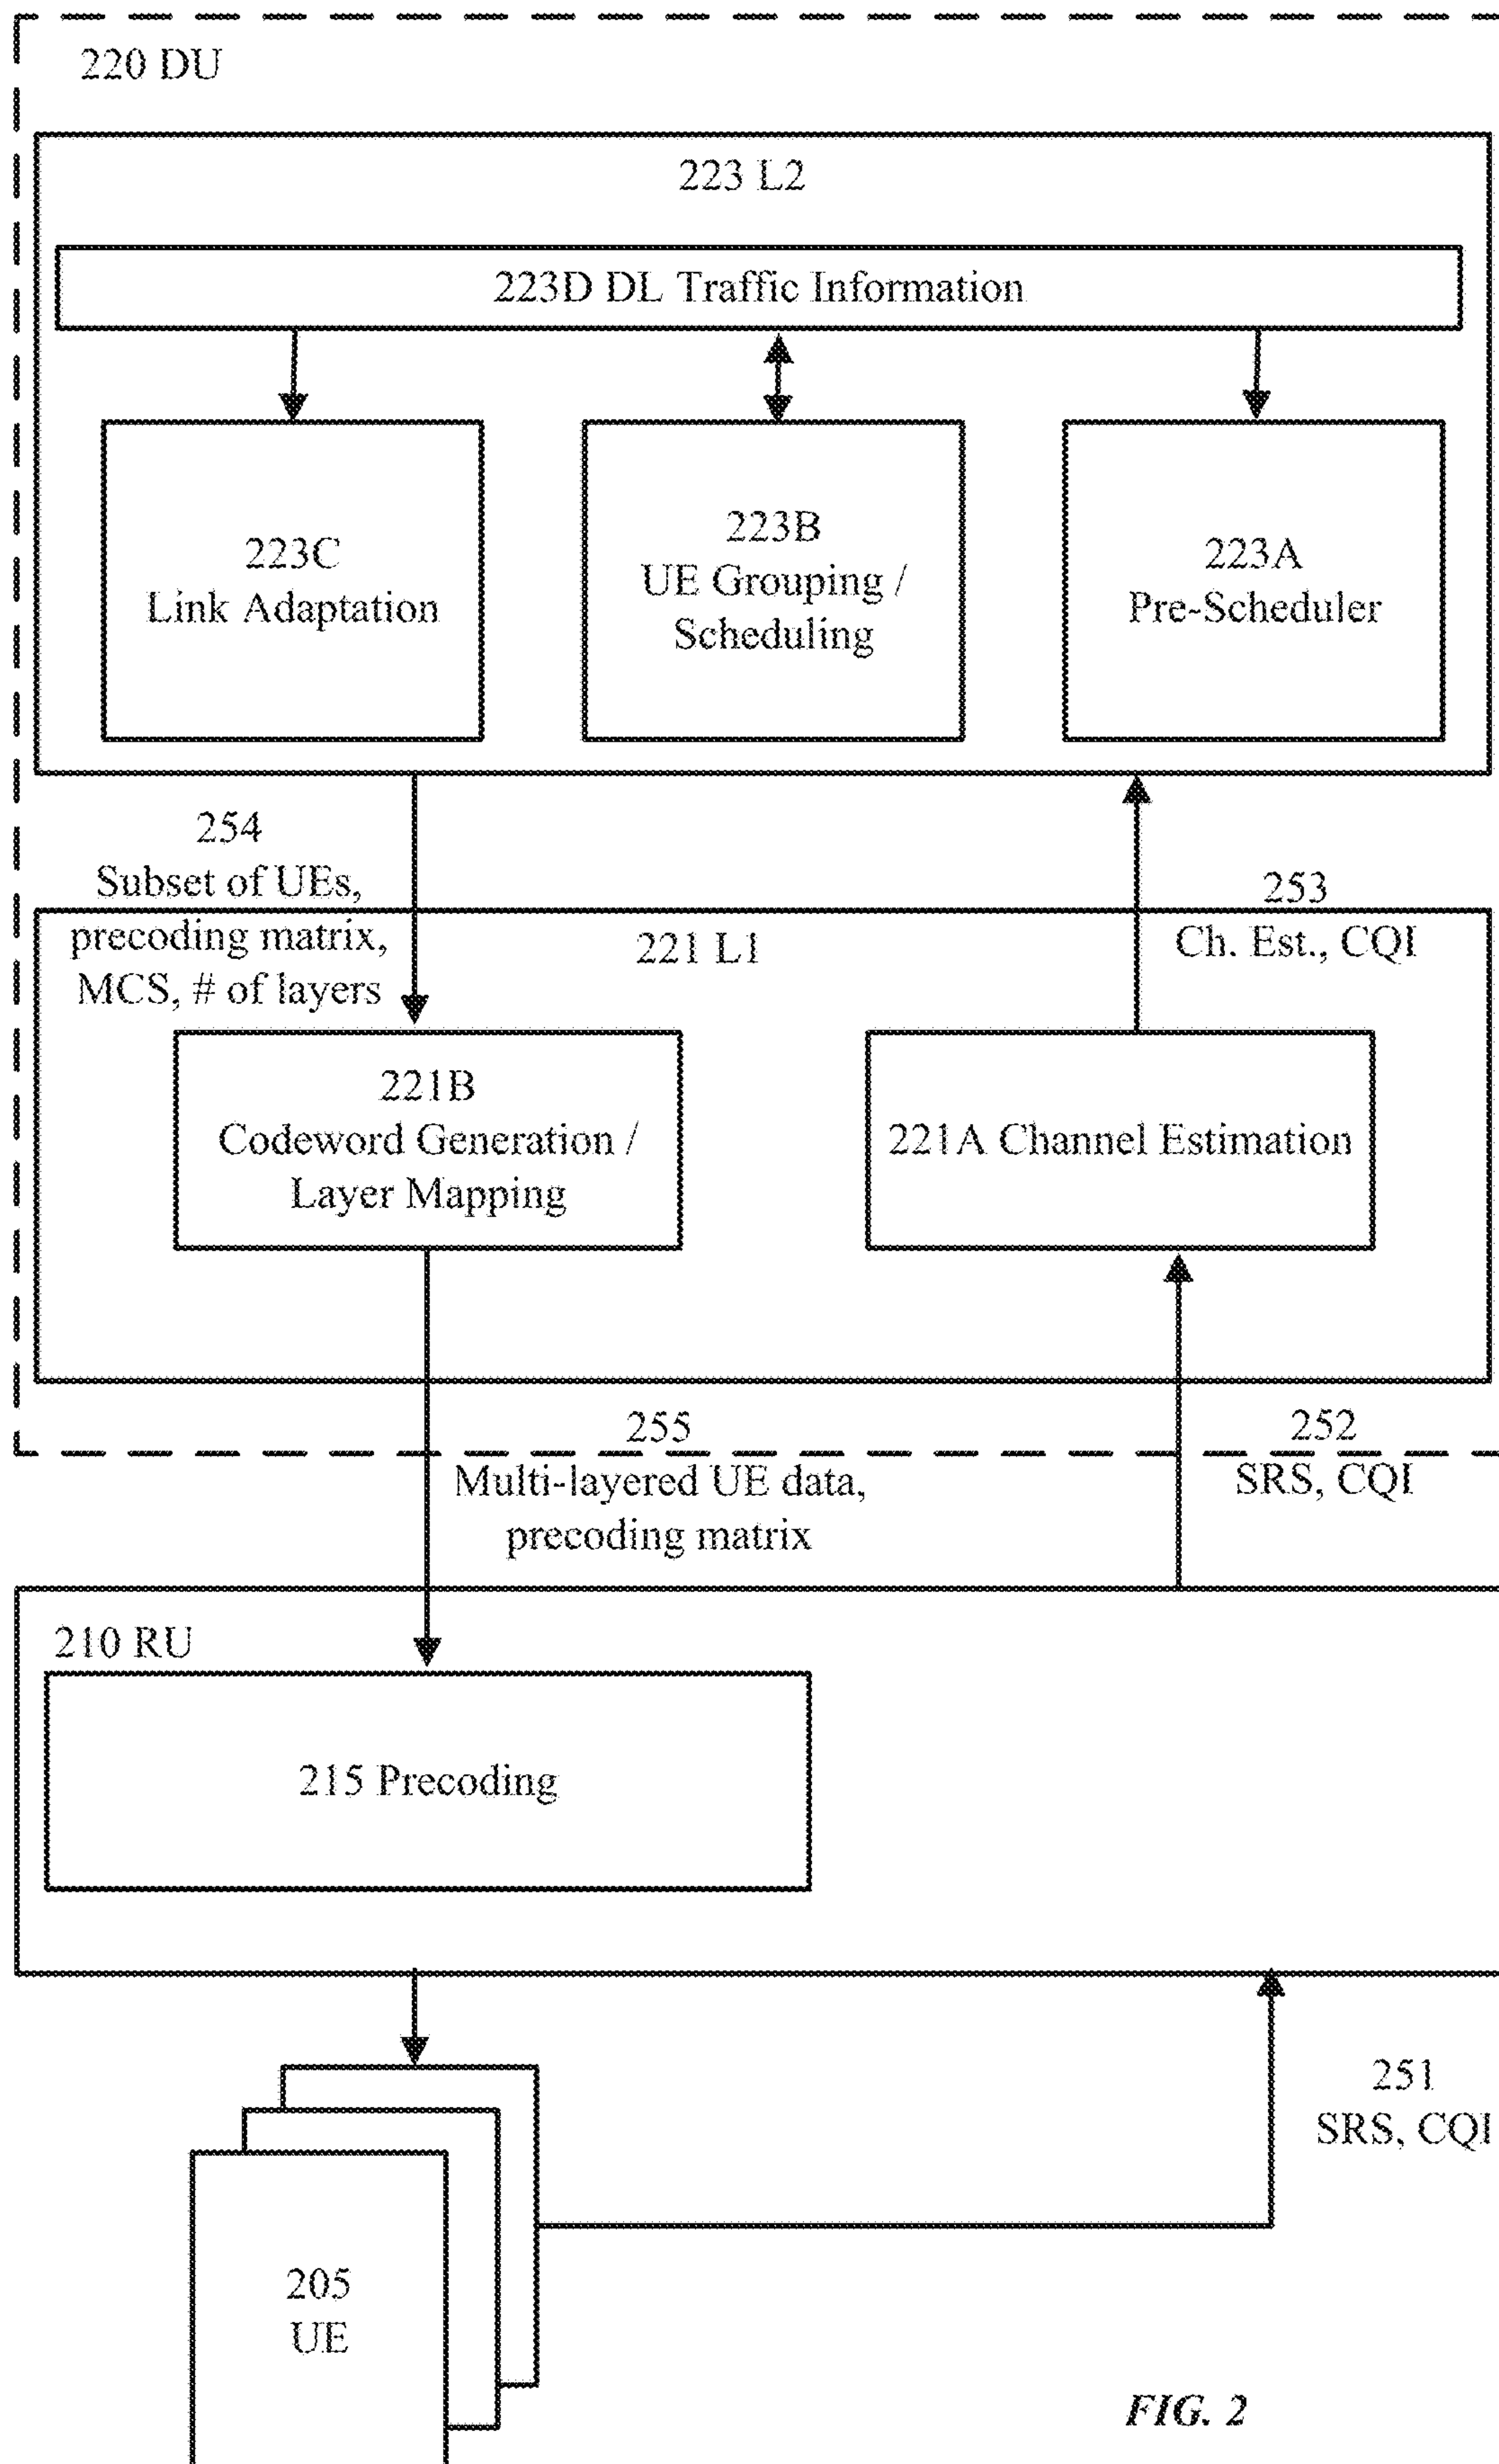 220 DU
223 L2
223D DL Traffic Information
223C
Link Adaptation
223B
UE Grouping /
Scheduling
223A
Pre-Scheduler
254
Subset of UEs,
precoding matrix,
MCS, # of layers
253
Ch. Est., CQI
221 L1
221B
Codeword Generation /
Layer Mapping
221A Channel Estimation
255
Multi-layered UE data,
precoding matrix
252
SRS, CQI
210 RU
215 Precoding
251
SRS, CQI
205
UE
FIG. 2